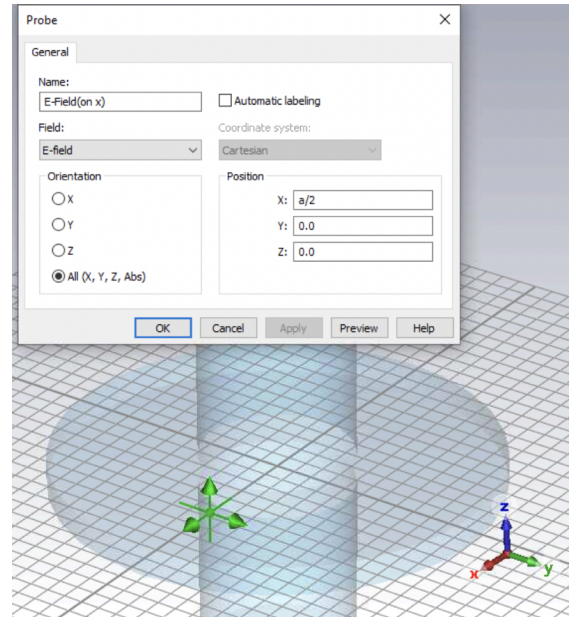 Probe
General
Name:
E-Field(on x)
Automatic labeling
Field:
Coordinate system:
E-field
Cartesian
Orientation
Position
X
X: a/2
Y
Y: 0.0
Z
Z: 0.0
All (X, Y, Z, Abs)
OK Cancel Apply Preview Help
z
x
y